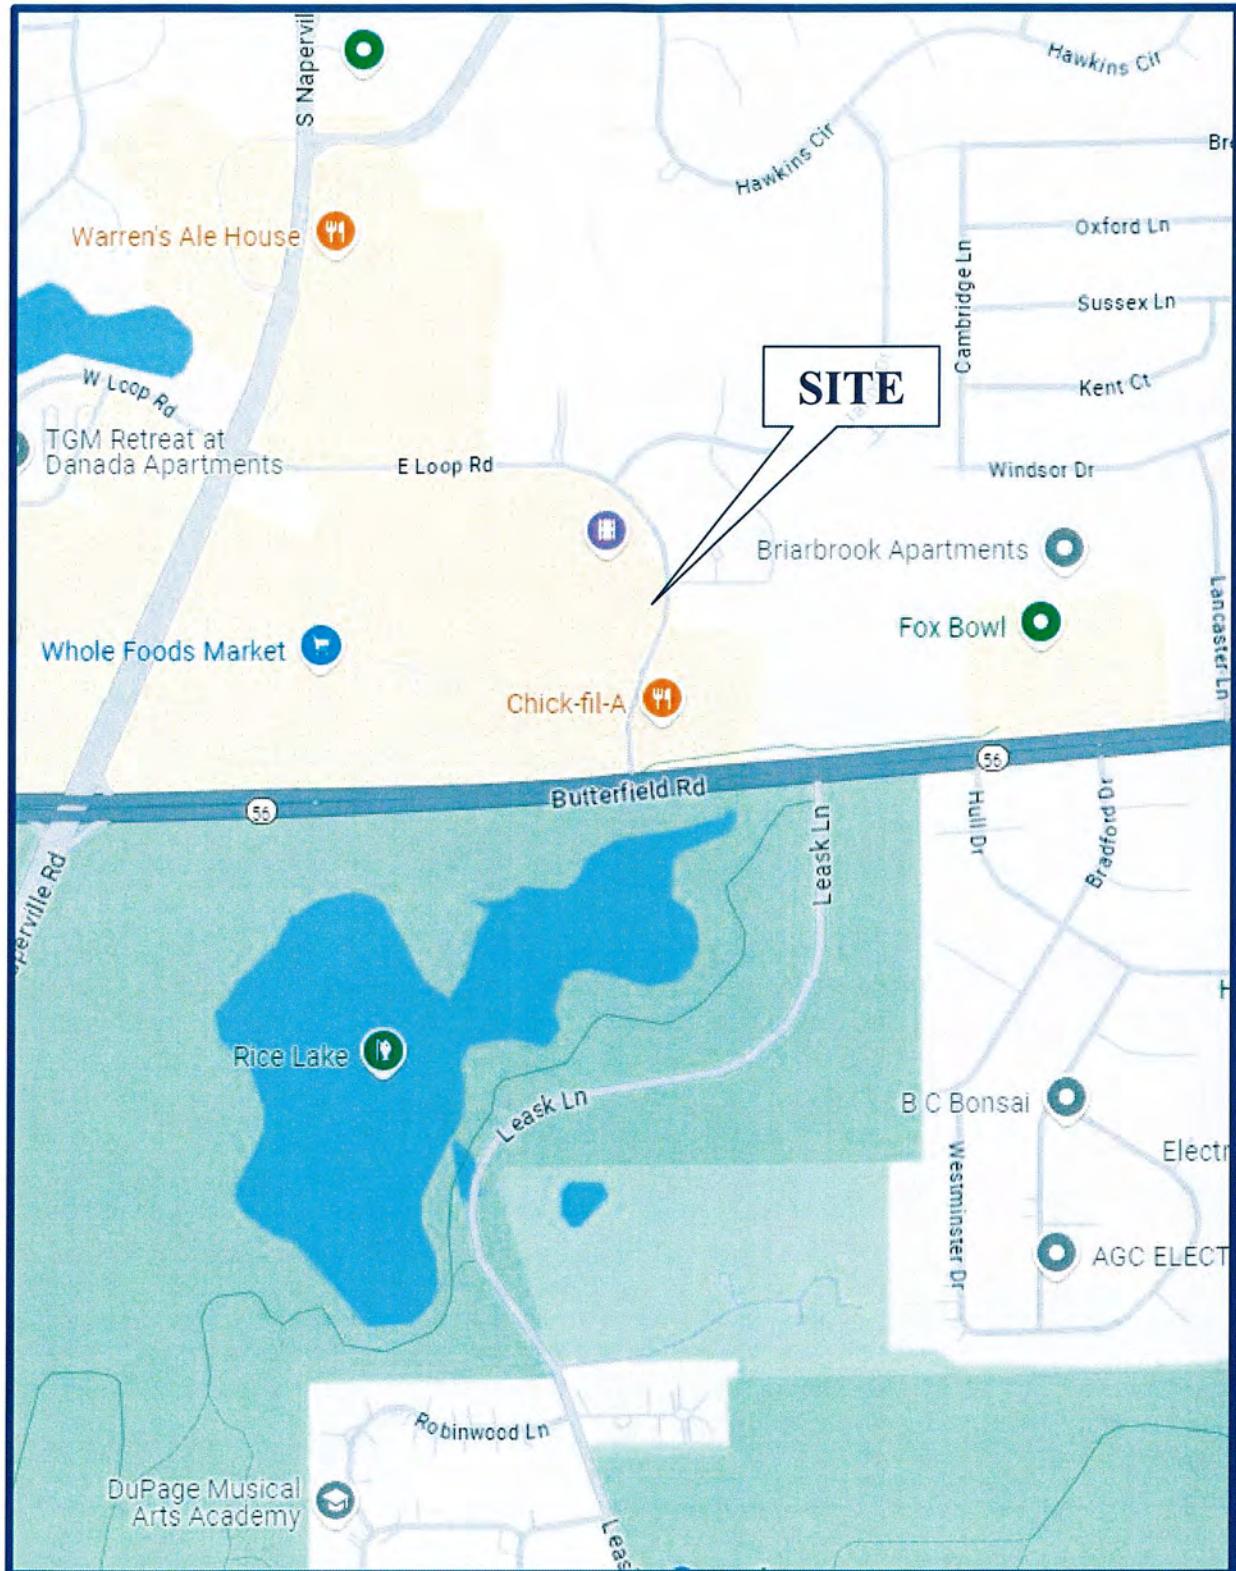 S Napervil
Hawkins Cir
Hawkins Cir
Bre
Warren's Ale House
Oxford Ln
Cambridge Ln
Sussex Ln
Kent Ct
W Loop Rd
SITE
TGM Retreat at
Danada Apartments
E Loop Rd
Windsor Dr
Briarbrook Apartments
Fox Bowl
Lancaster Ln
Whole Foods Market
Chick-fil-A
56
Butterfield Rd
56
Hull Dr
Bradford Dr
Leask Ln
perville Rd
H
Rice Lake
Leask Ln
B C Bonsai
Electr
Westminster Dr
AGC ELECT
Robinwood Ln
DuPage Musical
Arts Academy
Leas